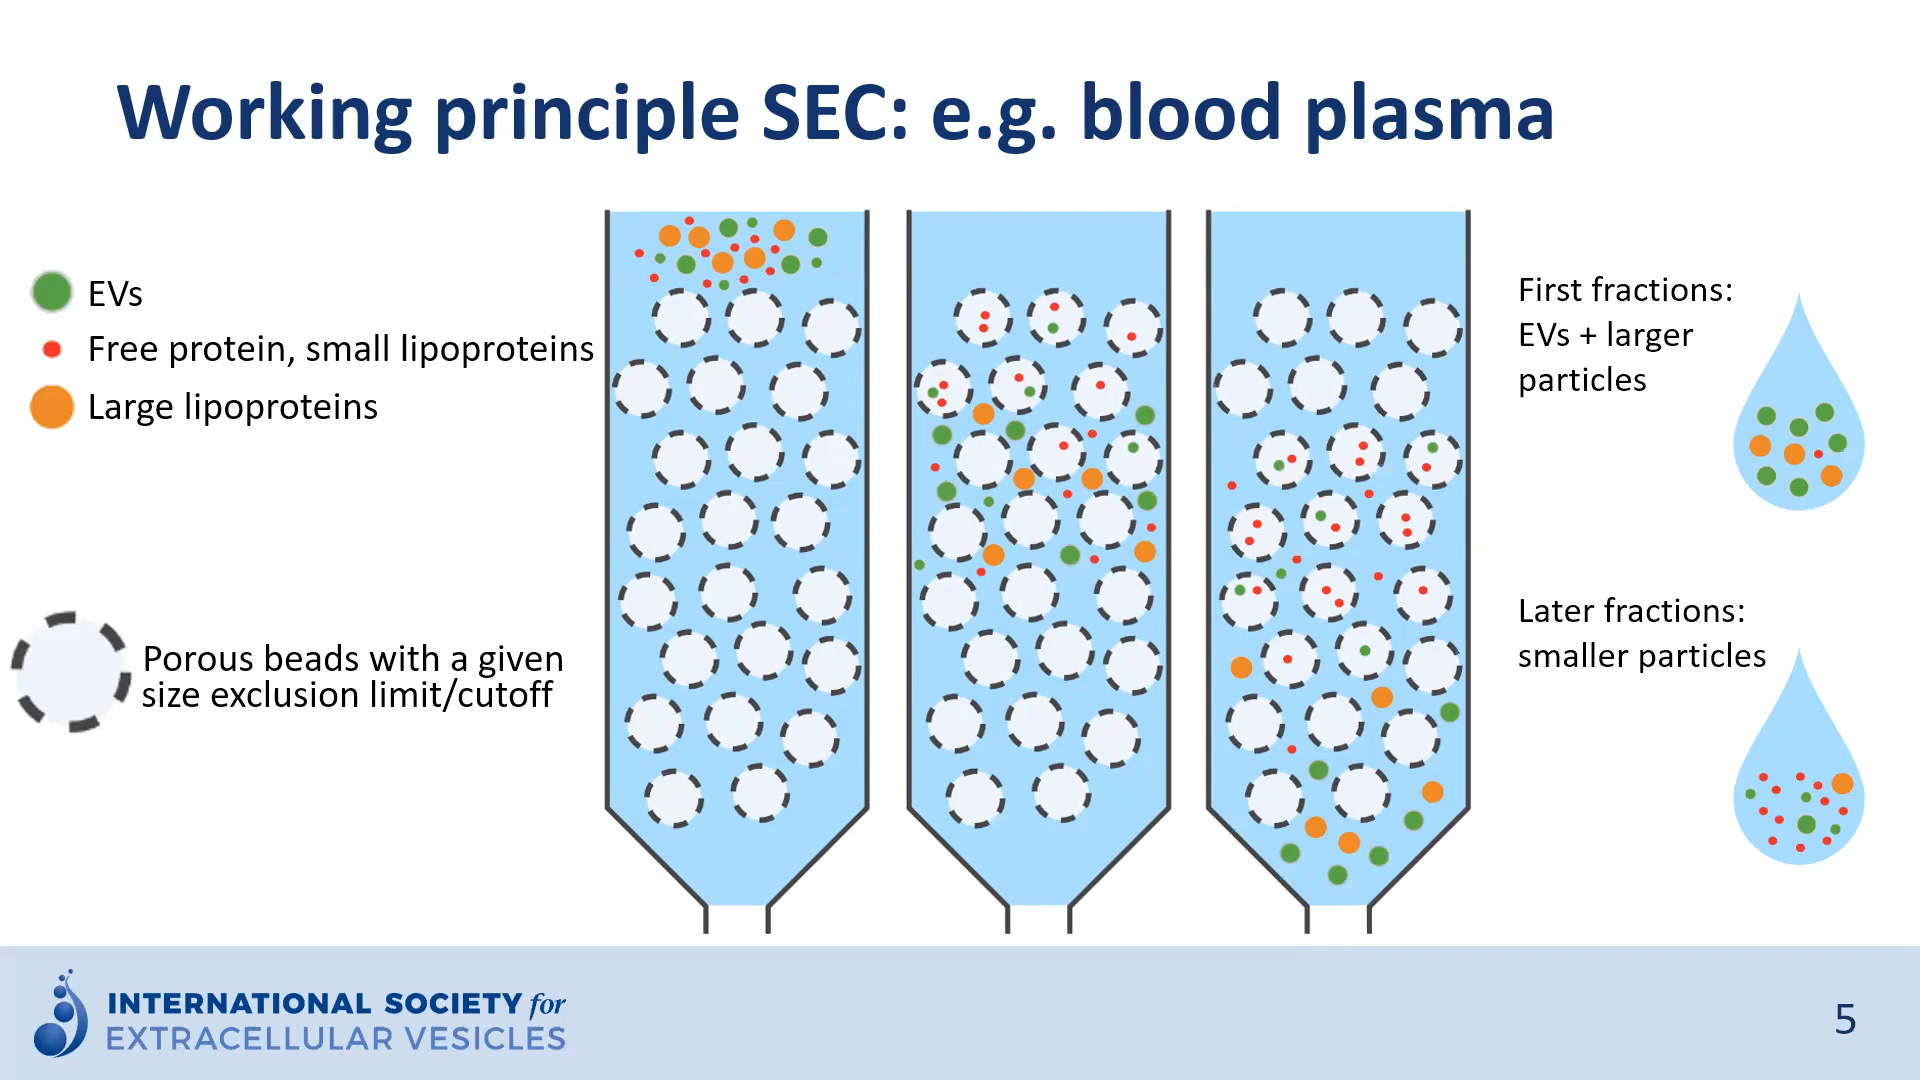 Working principle SEC: e.g. blood plasma
EVs
Free protein, small lipoproteins
Large lipoproteins
Porous beads with a given
size exclusion limit/cutoff
First fractions:
EVs + larger
particles
Later fractions:
smaller particles
INTERNATIONAL SOCIETY for
EXTRACELLULAR VESICLES
5